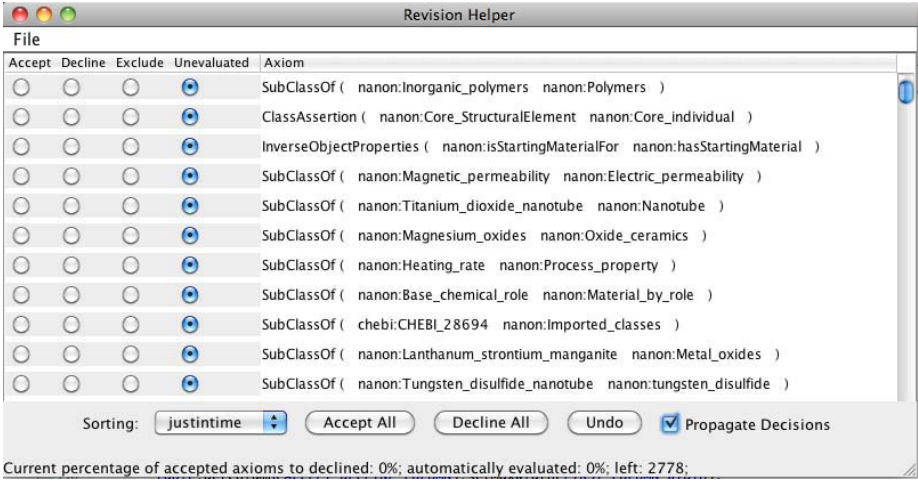 Revision Helper
File
Accept Decline Exclude Unevaluated Axiom
SubClassOf ( nanon:Inorganic_polymers nanon:Polymers )
ClassAssertion ( nanon:Core_StructuralElement nanon:Core_individual )
InverseObjectProperties ( nanon:isStartingMaterialFor nanon:hasStartingMaterial )
SubClassOf ( nanon:Magnetic_permeability nanon:Electric_permeability )
SubClassOf ( nanon:Titanium_dioxide_nanotube nanon:Nanotube )
SubClassOf ( nanon:Magnesium_oxides nanon:Oxide_ceramics )
SubClassOf ( nanon:Heating_rate nanon:Process_property )
SubClassOf ( nanon:Base_chemical_role nanon:Material_by_role )
SubClassOf ( chebi:CHEBI_28694 nanon:Imported_classes )
SubClassOf ( nanon:Lanthanum_strontium_manganite nanon:Metal_oxides )
SubClassOf ( nanon:Tungsten_disulfide_nanotube nanon:tungsten_disulfide )
Sorting: justintime Accept All Decline All Undo Propagate Decisions
Current percentage of accepted axioms to declined: 0%; automatically evaluated: 0%; left: 2778;